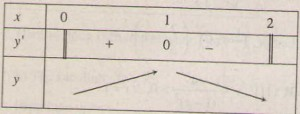 x 0 1 2
y' + 0 −
y